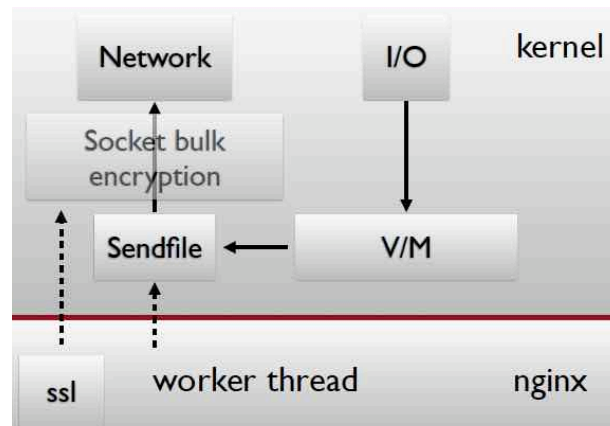 Network
I/O
kernel
Socket bulk
encryption
Sendfile
V/M
ssl
worker thread
nginx